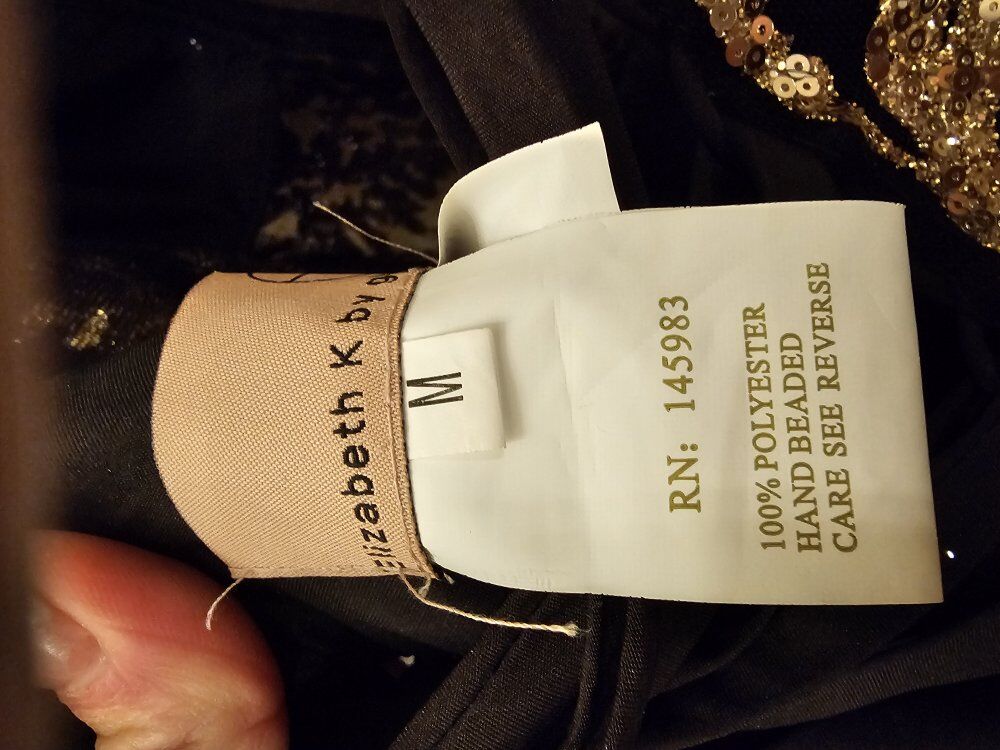 Elizabeth K by g
M
RN: 145983
100% POLYESTER
HAND BEADED
CARE SEE REVERSE